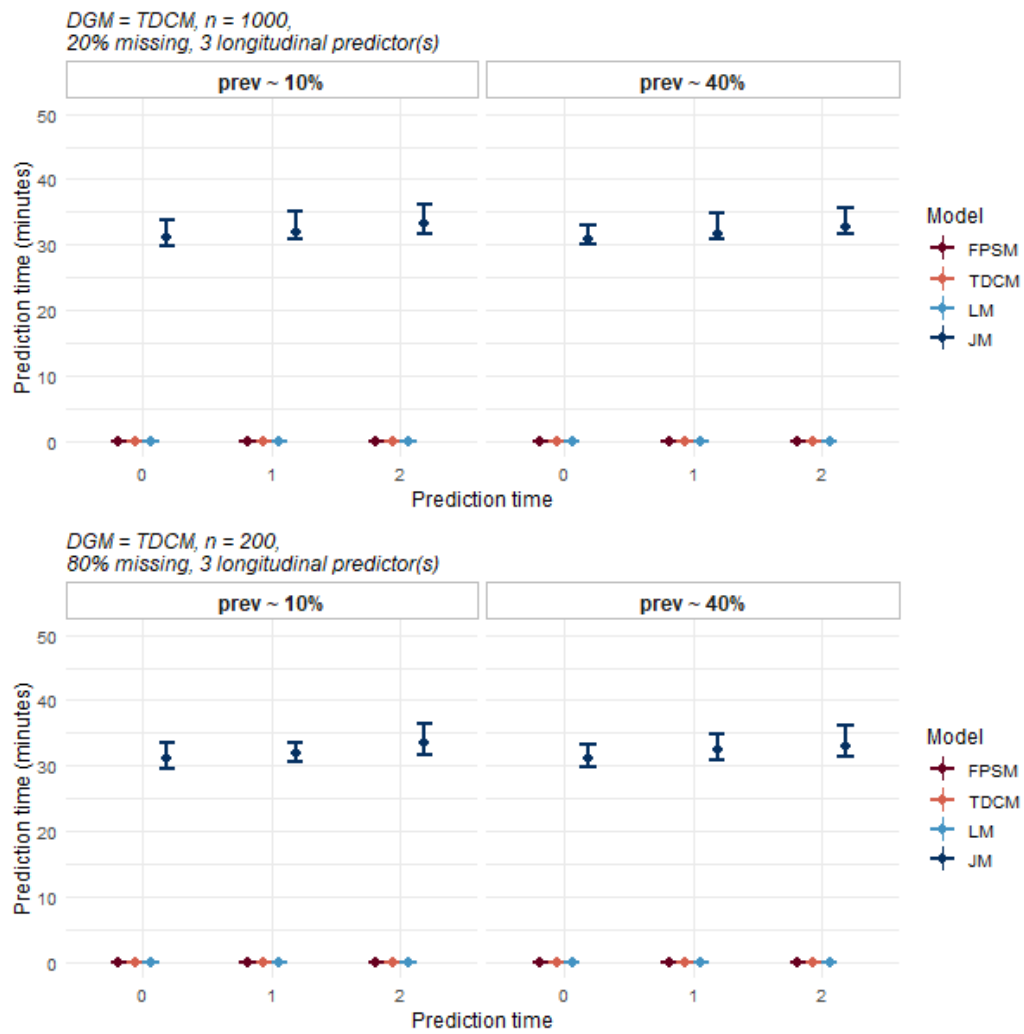 DGM = TDCM, n = 1000,
20% missing, 3 longitudinal predictor(s)
prev ~ 10%
prev ~ 40%
Prediction time (minutes)
50
40
30
20
10
0
0
1
2
0
1
2
Prediction time
Model
FPSM
TDCM
LM
JM
DGM = TDCM, n = 200,
80% missing, 3 longitudinal predictor(s)
prev ~ 10%
prev ~ 40%
Prediction time (minutes)
50
40
30
20
10
0
0
1
2
0
1
2
Prediction time
Model
FPSM
TDCM
LM
JM